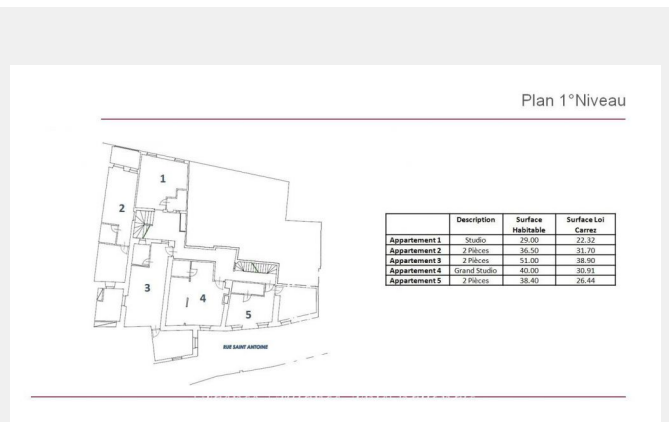 Plan 1°Niveau
1
2
3
4
5
RUE SAINT ANTOINE
Description Surface Habitable Surface Loi Carrez
Appartement 1 Studio 29.00 22.32
Appartement 2 2 Pièces 36.50 31.70
Appartement 3 2 Pièces 51.00 38.90
Appartement 4 Grand Studio 40.00 30.91
Appartement 5 2 Pièces 38.40 26.44